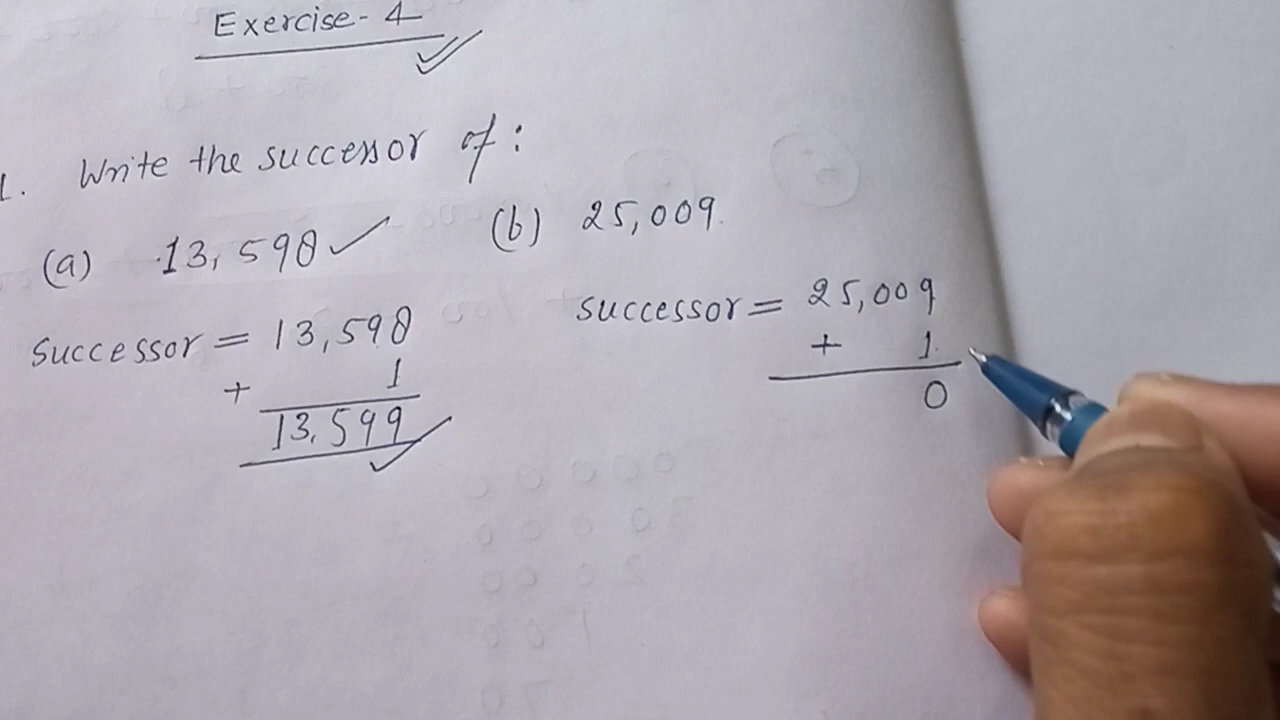 Exercise - 4
1. Write the successor of :
(a) 13,598 (b) 25,009
Successor = 13,598
+ 1
13,599
Successor = 25,009
+ 1
0